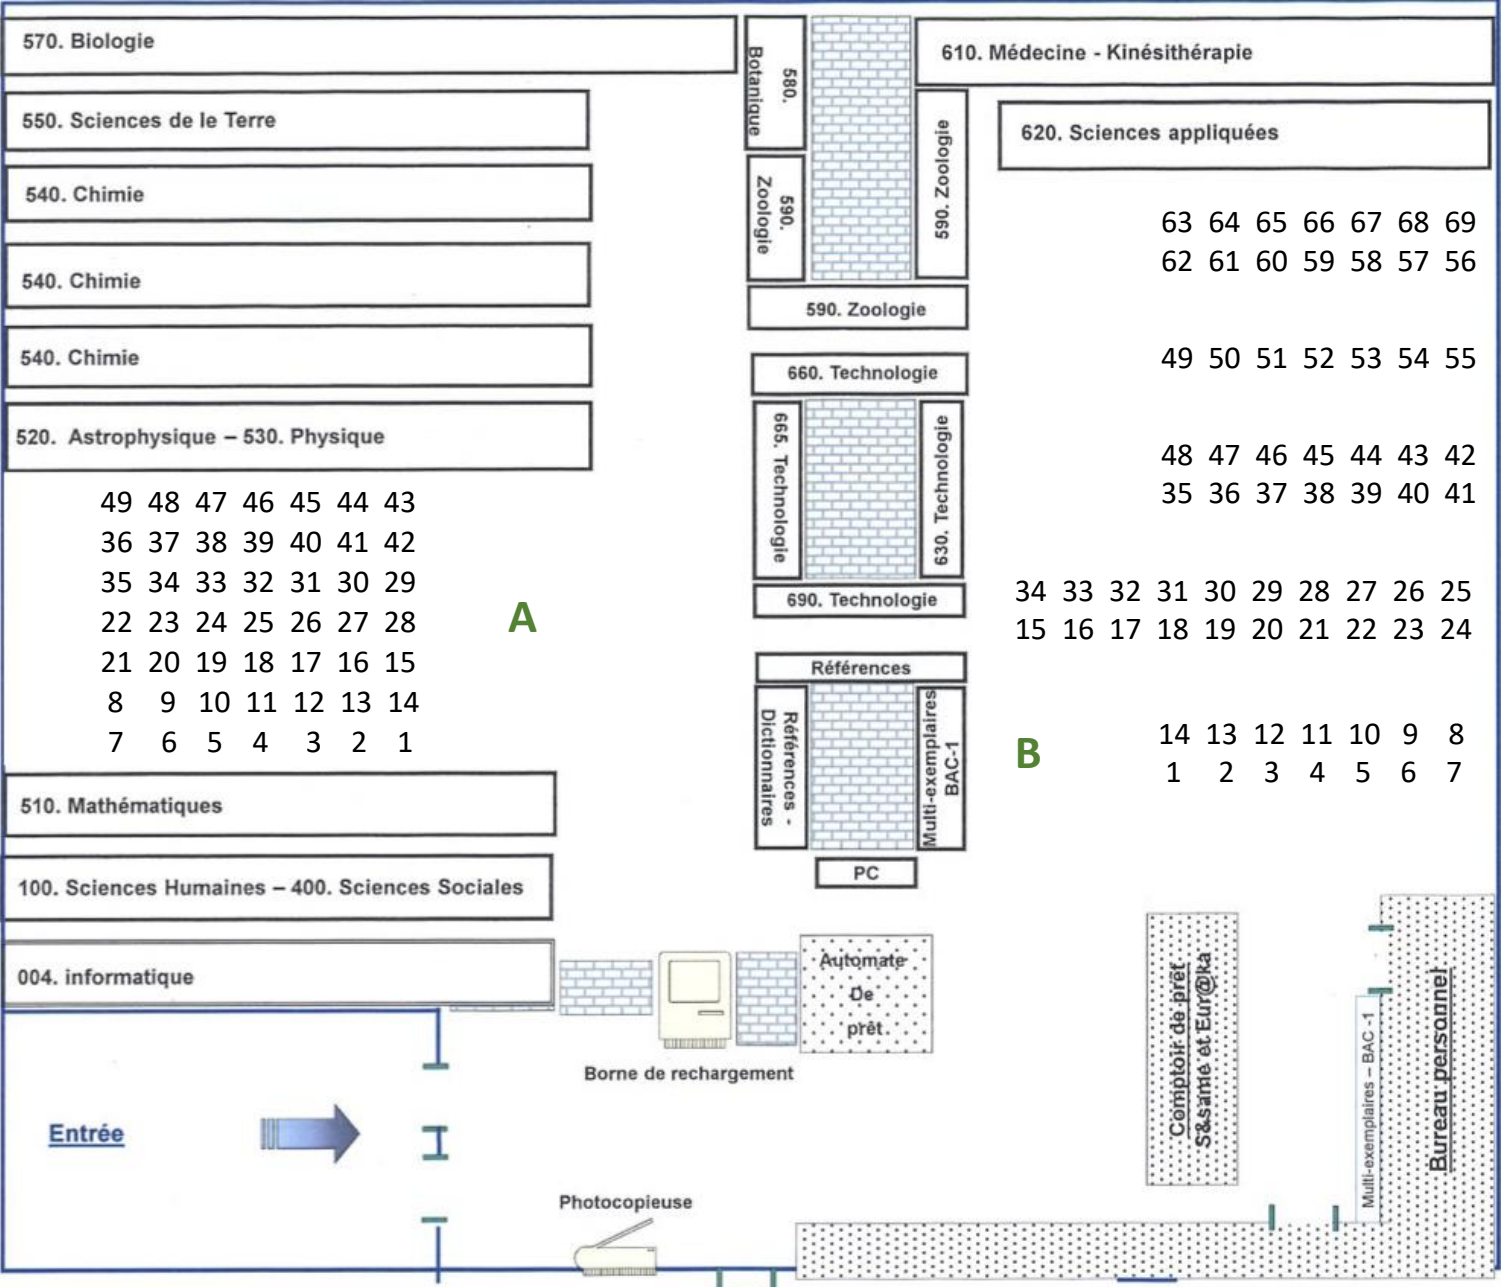 570. Biologie
580.
Botanique
610. Médecine - Kinésithérapie
550. Sciences de le Terre
620. Sciences appliquées
540. Chimie
590.
Zoologie
590. Zoologie
540. Chimie
590. Zoologie
540. Chimie
660. Technologie
520. Astrophysique – 530. Physique
665. Technologie
630. Technologie
690. Technologie
63 64 65 66 67 68 69
62 61 60 59 58 57 56
49 50 51 52 53 54 55
48 47 46 45 44 43 42
35 36 37 38 39 40 41
34 33 32 31 30 29 28 27 26 25
15 16 17 18 19 20 21 22 23 24
B
14 13 12 11 10 9 8
1 2 3 4 5 6 7
49 48 47 46 45 44 43
36 37 38 39 40 41 42
35 34 33 32 31 30 29
22 23 24 25 26 27 28
21 20 19 18 17 16 15
8 9 10 11 12 13 14
7 6 5 4 3 2 1
A
Références
Références -
Dictionnaires
Multi-exemplaires
BAC-1
PC
510. Mathématiques
100. Sciences Humaines – 400. Sciences Sociales
004. informatique
Automate
De
prêt
Borne de rechargement
Comptoir de prêt
S&same et Eur@ka
Multi-exemplaires – BAC -1
Bureau personnel
Entrée
Photocopieuse